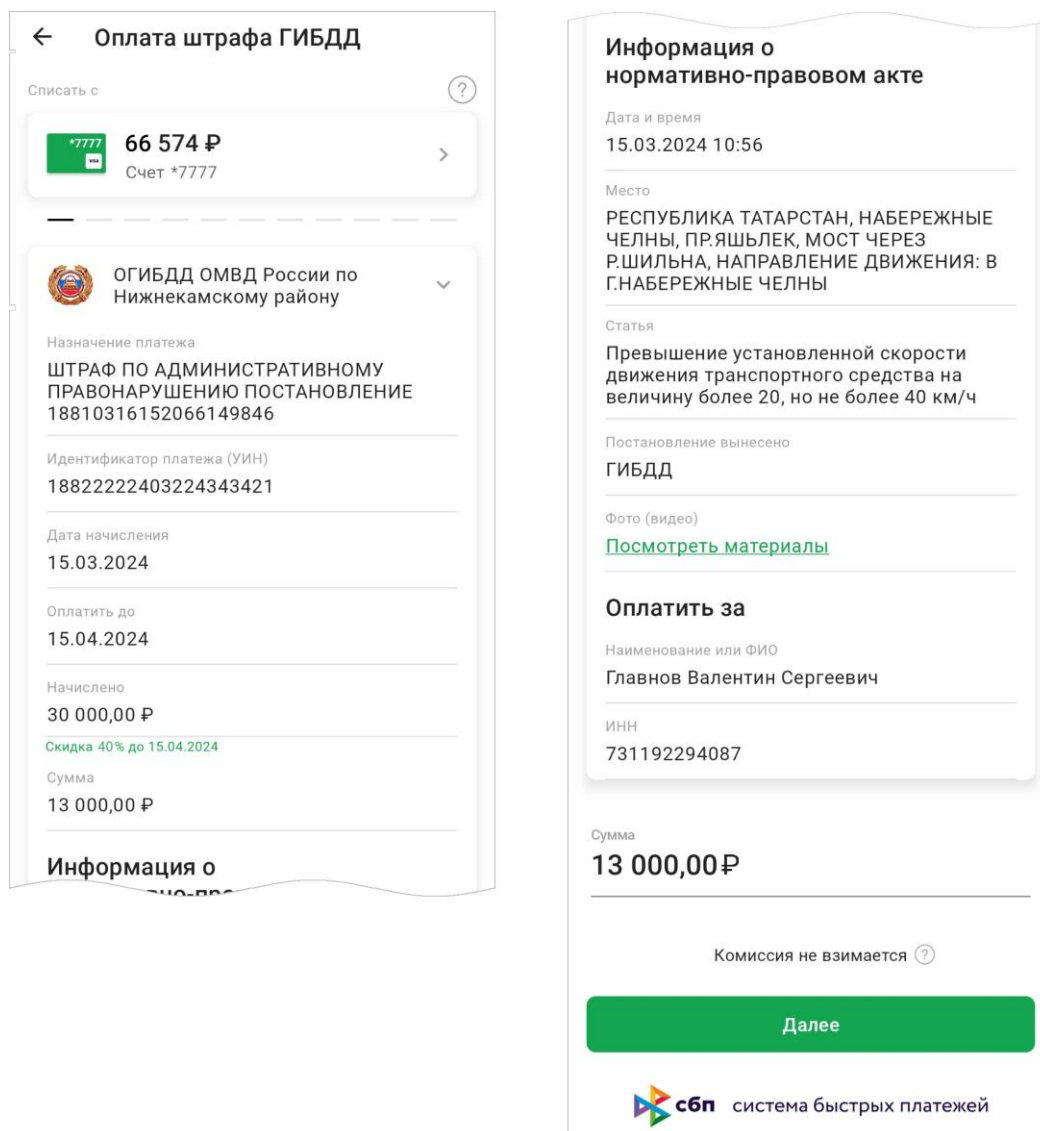 Оплата штрафа ГИБДД
Списать с
?
*7777
VISA
66 574 ₽
Счет *7777
ОГИБДД ОМВД России по
Нижнекамскому району
Назначение платежа
ШТРАФ ПО АДМИНИСТРАТИВНОМУ
ПРАВОНАРУШЕНИЮ ПОСТАНОВЛЕНИЕ
18810316152066149846
Идентификатор платежа (УИН)
18822222403224343421
Дата начисления
15.03.2024
Оплатить до
15.04.2024
Начислено
30 000,00 ₽
Скидка 40% до 15.04.2024
Сумма
13 000,00 ₽
Информация о
Информация о
нормативно-правовом акте
Дата и время
15.03.2024 10:56
Место
РЕСПУБЛИКА ТАТАРСТАН, НАБЕРЕЖНЫЕ
ЧЕЛНЫ, ПР.ЯШЬЛЕК, МОСТ ЧЕРЕЗ
Р.ШИЛЬНА, НАПРАВЛЕНИЕ ДВИЖЕНИЯ: В
Г.НАБЕРЕЖНЫЕ ЧЕЛНЫ
Статья
Превышение установленной скорости
движения транспортного средства на
величину более 20, но не более 40 км/ч
Постановление вынесено
ГИБДД
Фото (видео)
Посмотреть материалы
Оплатить за
Наименование или ФИО
Главнов Валентин Сергеевич
ИНН
731192294087
Сумма
13 000,00 ₽
Комиссия не взимается ?
Далее
сбп система быстрых платежей